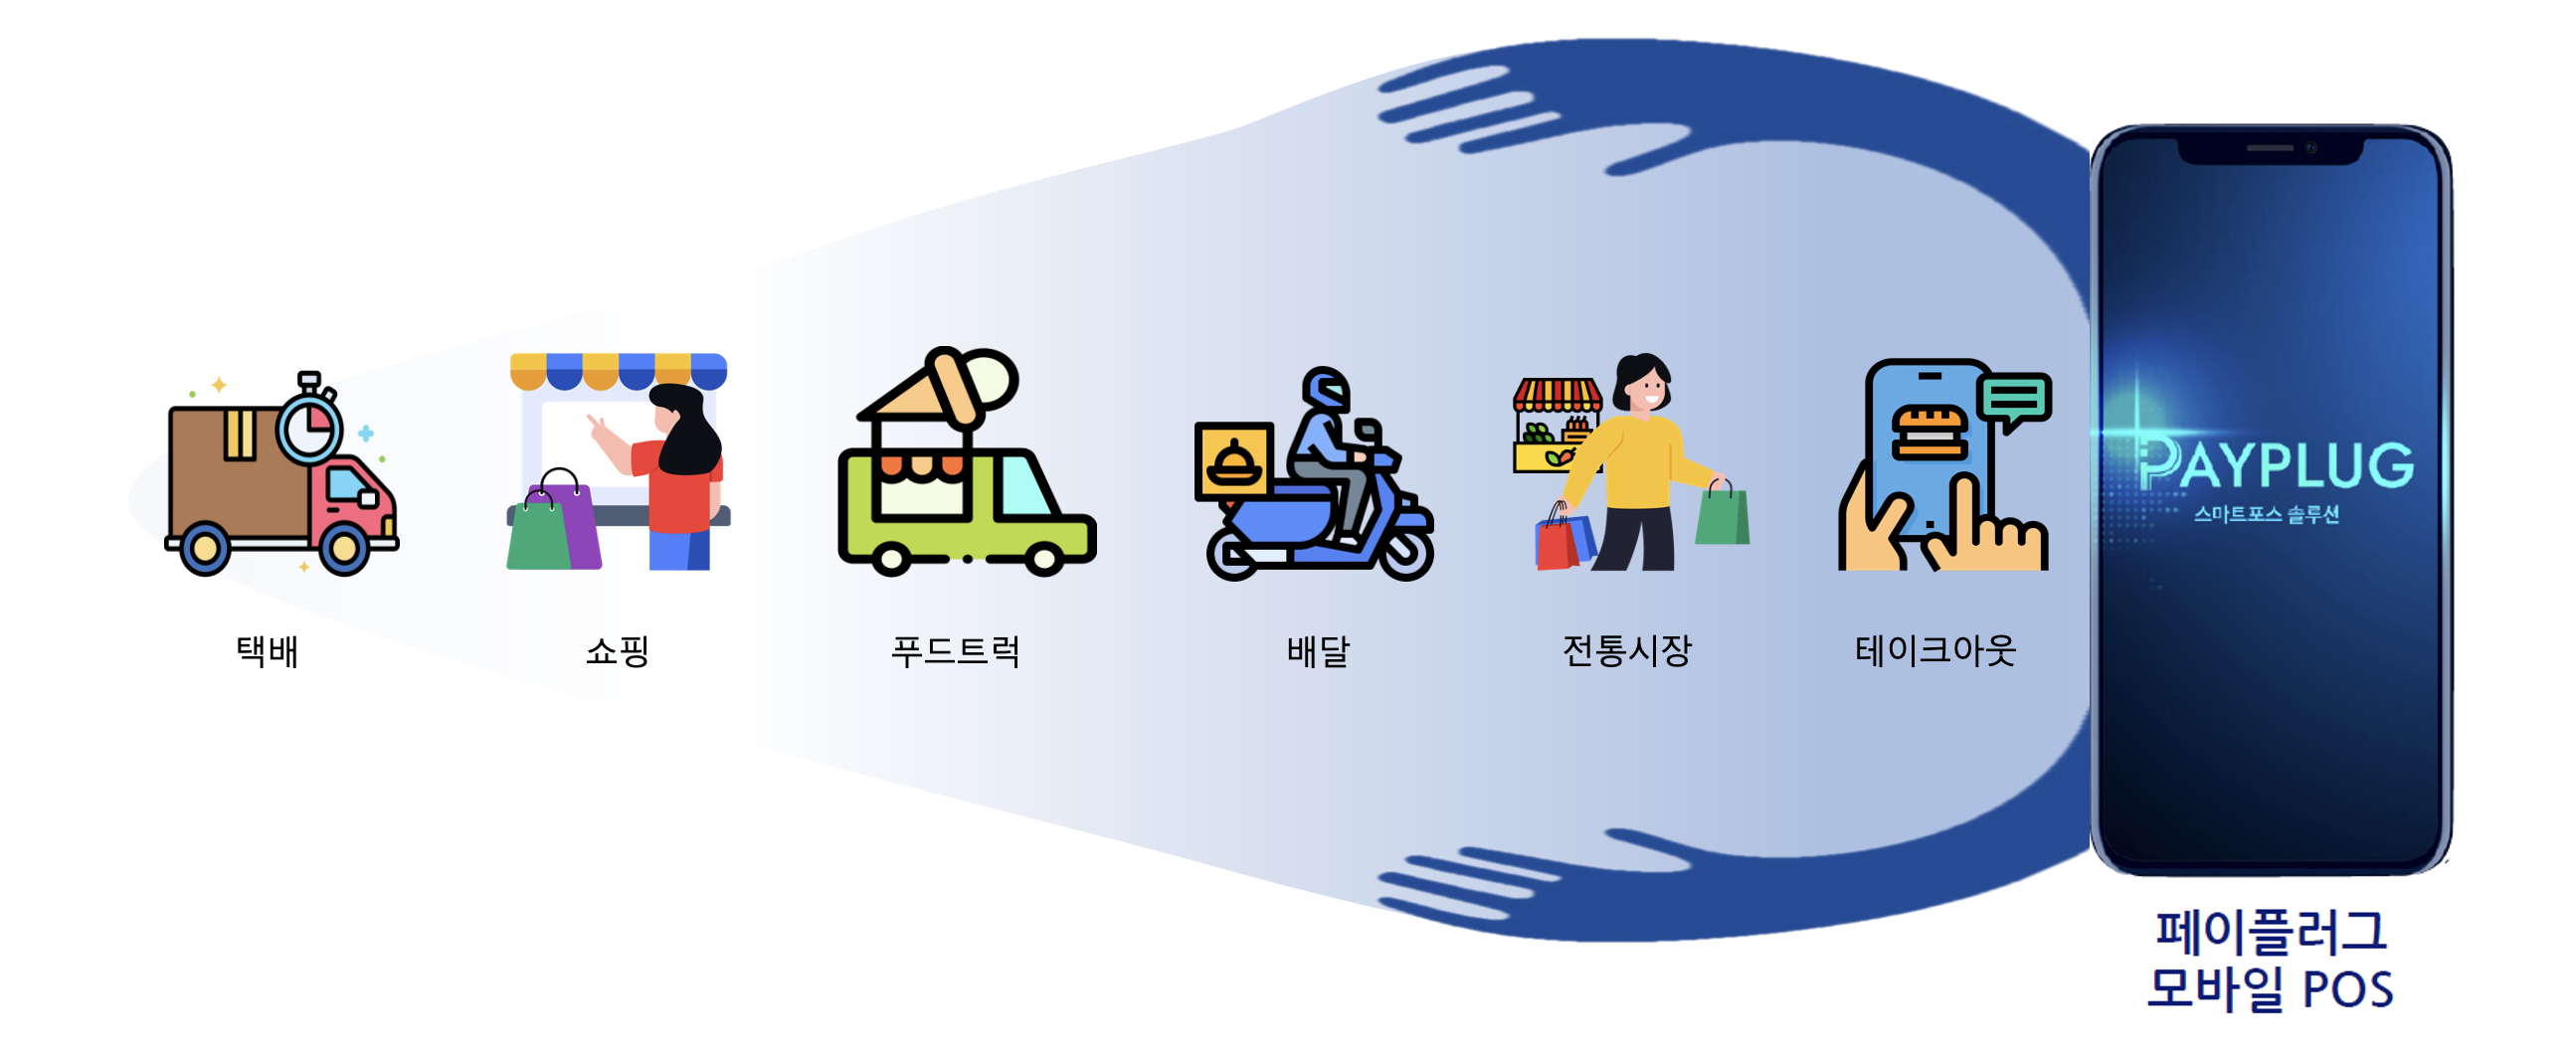 택배
쇼핑
푸드트럭
배달
전통시장
테이크아웃
PAYPLUG
스마트포스 솔루션
페이플러그
모바일 POS